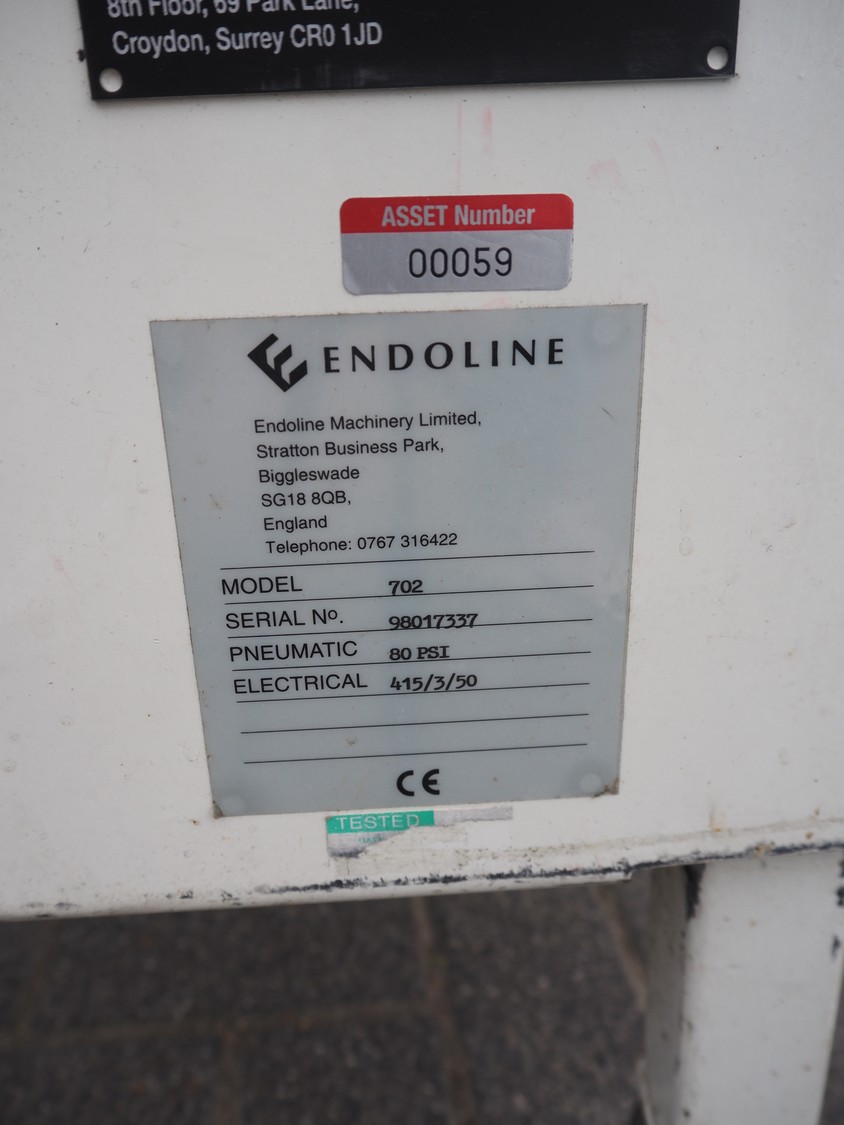 8th Floor, 69 Park Lane,
Croydon, Surrey CR0 1JD
ASSET Number
00059
ENDOLINE
Endoline Machinery Limited,
Stratton Business Park,
Biggleswade
SG18 8QB,
England
Telephone: 0767 316422
MODEL 702
SERIAL No. 98017337
PNEUMATIC 80 PSI
ELECTRICAL 415/3/50
CE
TESTED